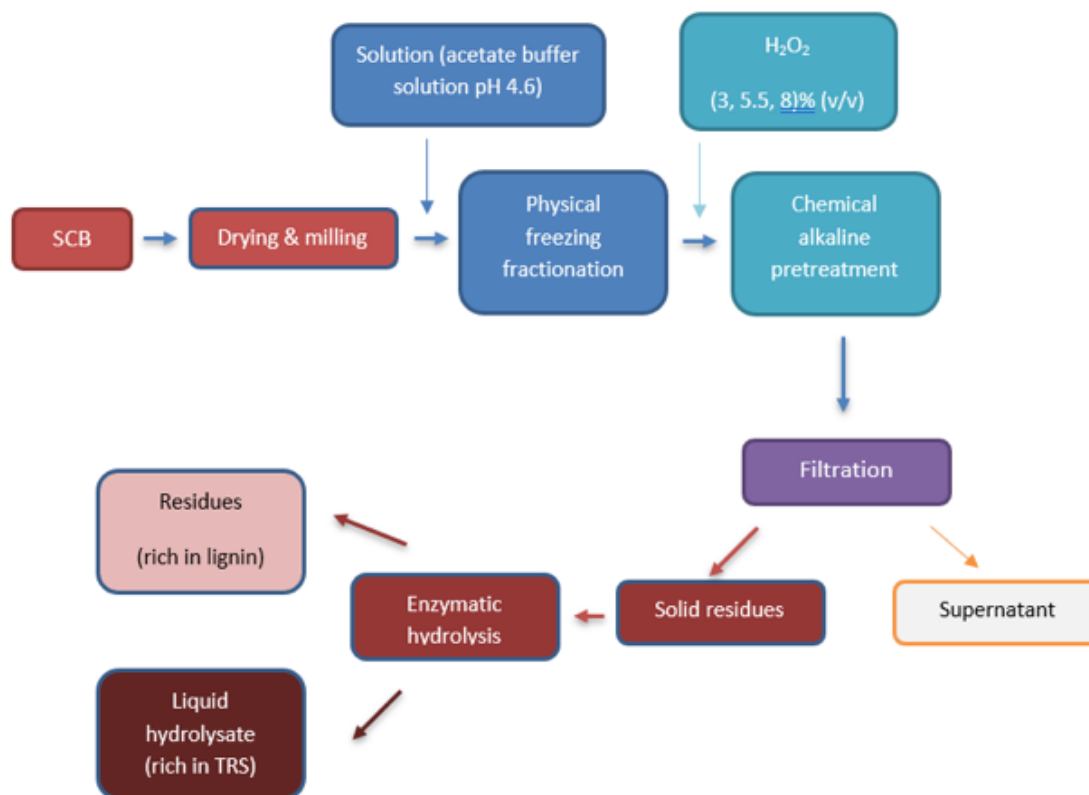 Solution (acetate buffer
solution pH 4.6)
H₂O₂
(3, 5.5, 8)% (v/v)
SCB
Drying & milling
Physical
freezing
fractionation
Chemical
alkaline
pretreatment
Filtration
Residues
(rich in lignin)
Enzymatic
hydrolysis
Solid residues
Supernatant
Liquid
hydrolysate
(rich in TRS)